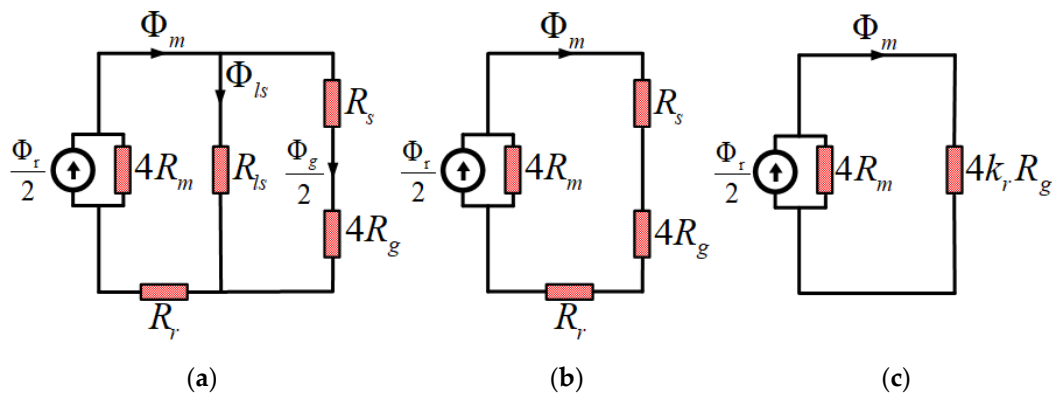 Φm
Φls
Rs
Φr/2
4Rm
Rls
Φg/2
4Rg
Rr
(a)
Φm
Rs
Φr/2
4Rm
4Rg
Rr
(b)
Φm
Φr/2
4Rm
4krRg
(c)